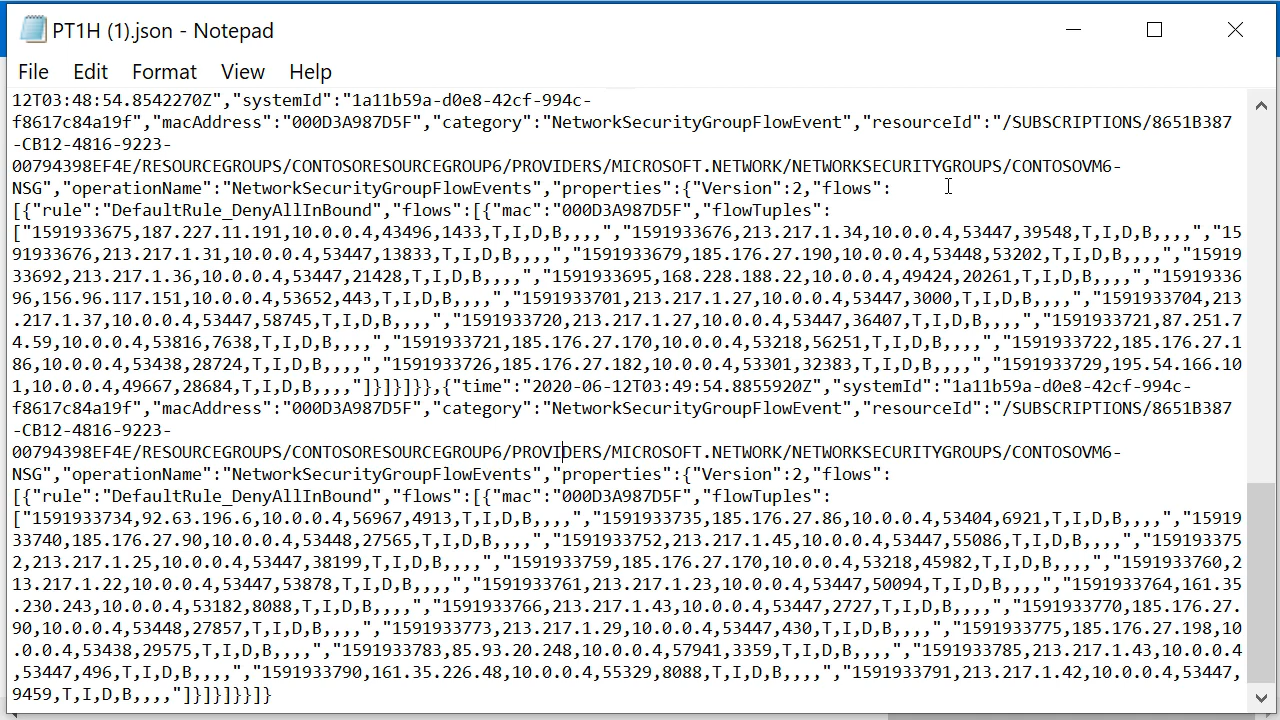 PT1H (1).json - Notepad
File Edit Format View Help
12T03:48:54.8542270Z","systemId":"1a11b59a-d0e8-42cf-994c-
f8617c84a19f","macAddress":"000D3A987D5F","category":"NetworkSecurityGroupFlowEvent","resourceId":"/SUBSCRIPTIONS/8651B387
-CB12-4816-9223-
00794398EF4E/RESOURCEGROUPS/CONTOSORESOURCEGROUP6/PROVIDERS/MICROSOFT.NETWORK/NETWORKSECURITYGROUPS/CONTOSOVM6-
NSG","operationName":"NetworkSecurityGroupFlowEvents","properties":{"Version":2,"flows":
[{"rule":"DefaultRule_DenyAllInBound","flows":[{"mac":"000D3A987D5F","flowTuples":
["1591933675,187.227.11.191,10.0.0.4,43496,1433,T,I,D,B,,,,","1591933676,213.217.1.34,10.0.0.4,53447,39548,T,I,D,B,,,,","15
91933676,213.217.1.31,10.0.0.4,53447,13833,T,I,D,B,,,,","1591933679,185.176.27.190,10.0.0.4,53448,53202,T,I,D,B,,,,","15919
33692,213.217.1.36,10.0.0.4,53447,21428,T,I,D,B,,,,","1591933695,168.228.188.22,10.0.0.4,49424,20261,T,I,D,B,,,,","15919336
96,156.96.117.151,10.0.0.4,53652,443,T,I,D,B,,,,","1591933701,213.217.1.27,10.0.0.4,53447,3000,T,I,D,B,,,,","1591933704,213
.217.1.37,10.0.0.4,53447,58745,T,I,D,B,,,,","1591933720,213.217.1.27,10.0.0.4,53447,36407,T,I,D,B,,,,","1591933721,87.251.7
4.59,10.0.0.4,53816,7638,T,I,D,B,,,,","1591933721,185.176.27.170,10.0.0.4,53218,56251,T,I,D,B,,,,","1591933722,185.176.27.1
86,10.0.0.4,53438,28724,T,I,D,B,,,,","1591933726,185.176.27.182,10.0.0.4,53301,32383,T,I,D,B,,,,","1591933729,195.54.166.10
1,10.0.0.4,49667,28684,T,I,D,B,,,,"]}]}]}},{"time":"2020-06-12T03:49:54.8855920Z","systemId":"1a11b59a-d0e8-42cf-994c-
f8617c84a19f","macAddress":"000D3A987D5F","category":"NetworkSecurityGroupFlowEvent","resourceId":"/SUBSCRIPTIONS/8651B387
-CB12-4816-9223-
00794398EF4E/RESOURCEGROUPS/CONTOSORESOURCEGROUP6/PROVIDERS/MICROSOFT.NETWORK/NETWORKSECURITYGROUPS/CONTOSOVM6-
NSG","operationName":"NetworkSecurityGroupFlowEvents","properties":{"Version":2,"flows":
[{"rule":"DefaultRule_DenyAllInBound","flows":[{"mac":"000D3A987D5F","flowTuples":
["1591933734,92.63.196.6,10.0.0.4,56967,4913,T,I,D,B,,,,","1591933735,185.176.27.86,10.0.0.4,53404,6921,T,I,D,B,,,,","15919
33740,185.176.27.90,10.0.0.4,53448,27565,T,I,D,B,,,,","1591933752,213.217.1.45,10.0.0.4,53447,55086,T,I,D,B,,,,","159193375
2,213.217.1.25,10.0.0.4,53447,38199,T,I,D,B,,,,","1591933759,185.176.27.170,10.0.0.4,53218,45982,T,I,D,B,,,,","1591933760,2
13.217.1.22,10.0.0.4,53447,53878,T,I,D,B,,,,","1591933761,213.217.1.23,10.0.0.4,53447,50094,T,I,D,B,,,,","1591933764,161.35
.230.243,10.0.0.4,53182,8088,T,I,D,B,,,,","1591933766,213.217.1.43,10.0.0.4,53447,2727,T,I,D,B,,,,","1591933770,185.176.27.
90,10.0.0.4,53448,27857,T,I,D,B,,,,","1591933773,213.217.1.29,10.0.0.4,53447,430,T,I,D,B,,,,","1591933775,185.176.27.198,10
.0.0.4,53438,29575,T,I,D,B,,,,","1591933783,85.93.20.248,10.0.0.4,57941,3359,T,I,D,B,,,,","1591933785,213.217.1.43,10.0.0.4
,53447,496,T,I,D,B,,,,","1591933790,161.35.226.48,10.0.0.4,55329,8088,T,I,D,B,,,,","1591933791,213.217.1.42,10.0.0.4,53447,
9459,T,I,D,B,,,,"]}]}]}}]}